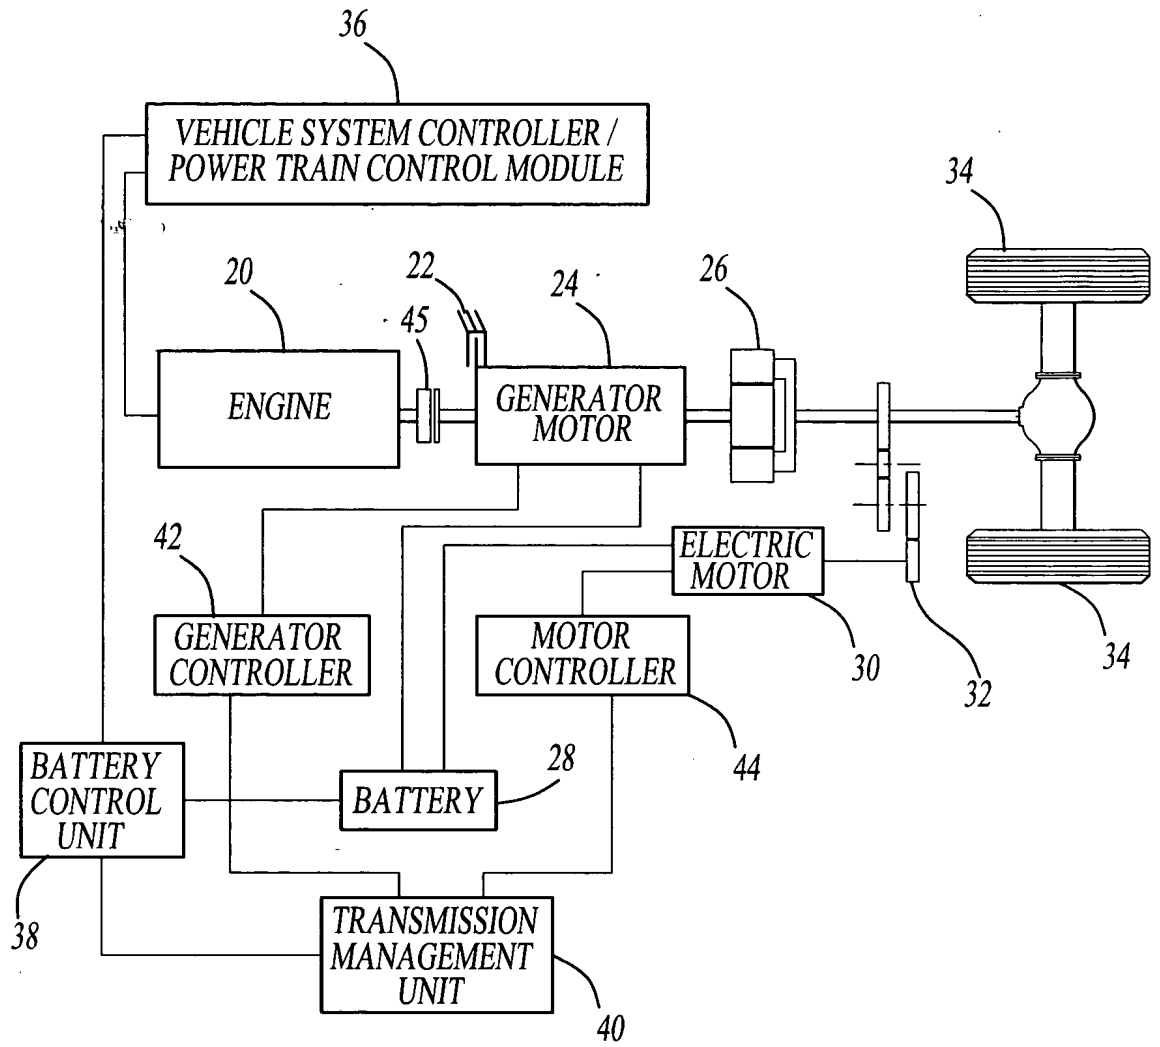 36
VEHICLE SYSTEM CONTROLLER /
POWER TRAIN CONTROL MODULE
34
20
22
24
26
45
ENGINE
GENERATOR
MOTOR
42
ELECTRIC
MOTOR
GENERATOR
CONTROLLER
MOTOR
CONTROLLER
30
32
34
44
BATTERY
CONTROL
UNIT
28
BATTERY
38
TRANSMISSION
MANAGEMENT
UNIT
40